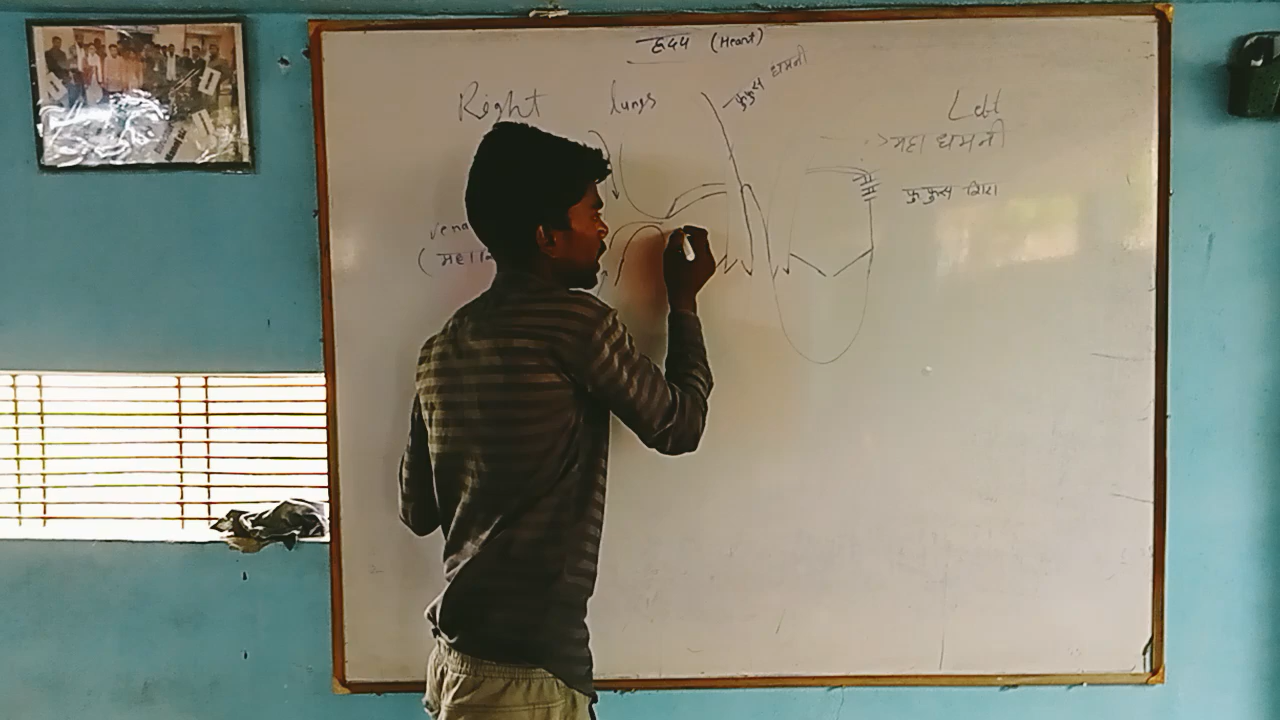 हृदय (Heart)
Right lungs फुफ्फुस धमनी Left
>महा धमनी
फुफुस शिरा
vena
(महा